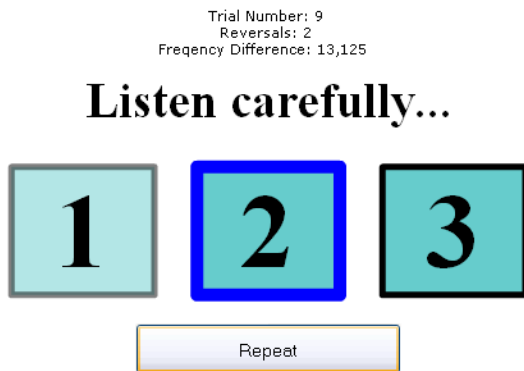 Trial Number: 9
Reversals: 2
Freqency Difference: 13,125
Listen carefully...
1 2 3
Repeat